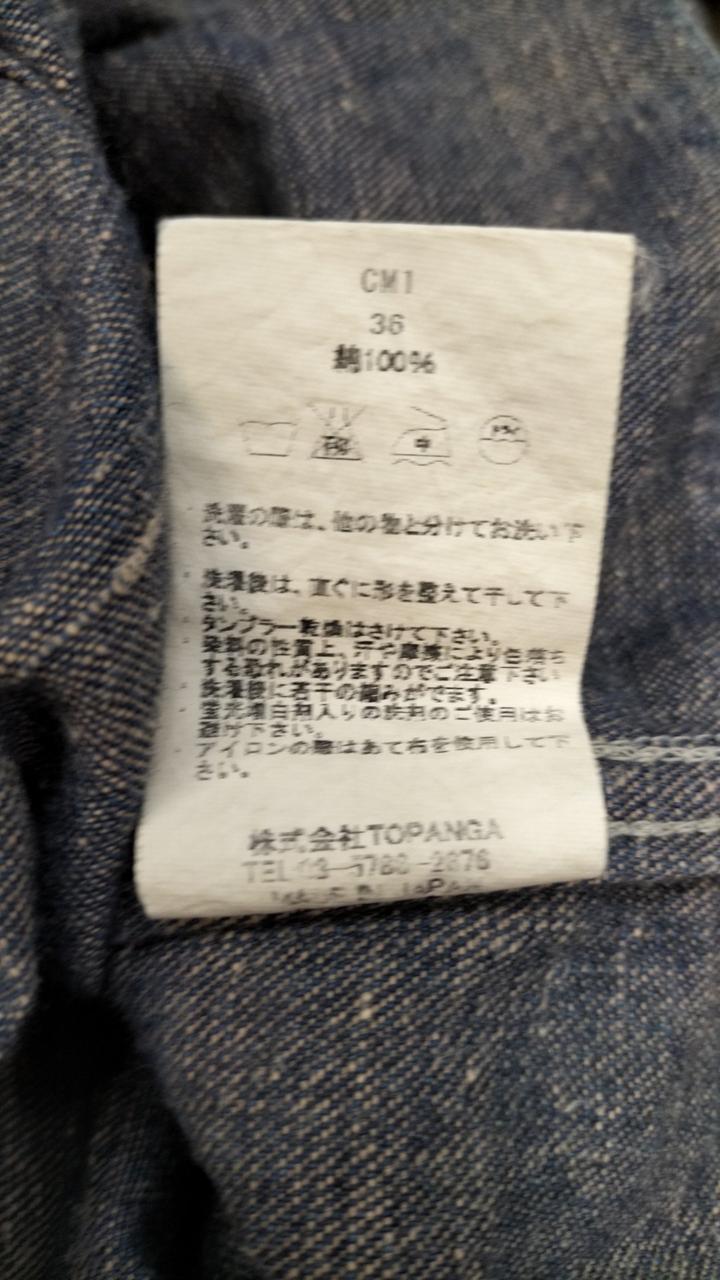 CM1
36
綿100%
中
・洗濯の際は、他の物と分けてお洗い下
さい。
・洗濯後は、直ぐに形を整えて干して下
さい。
・タンブラー乾燥はさけて下さい。
・染料の性質上、汗や摩擦により色落ち
する恐れがありますのでご注意下さい
・洗濯後に若干の縮みがでます。
・蛍光増白剤入りの洗剤のご使用はお
避け下さい。
・アイロンの際はあて布を使用して下
さい。
株式会社TOPANGA
TEL 03-5788-2876
MADE IN JAPAN